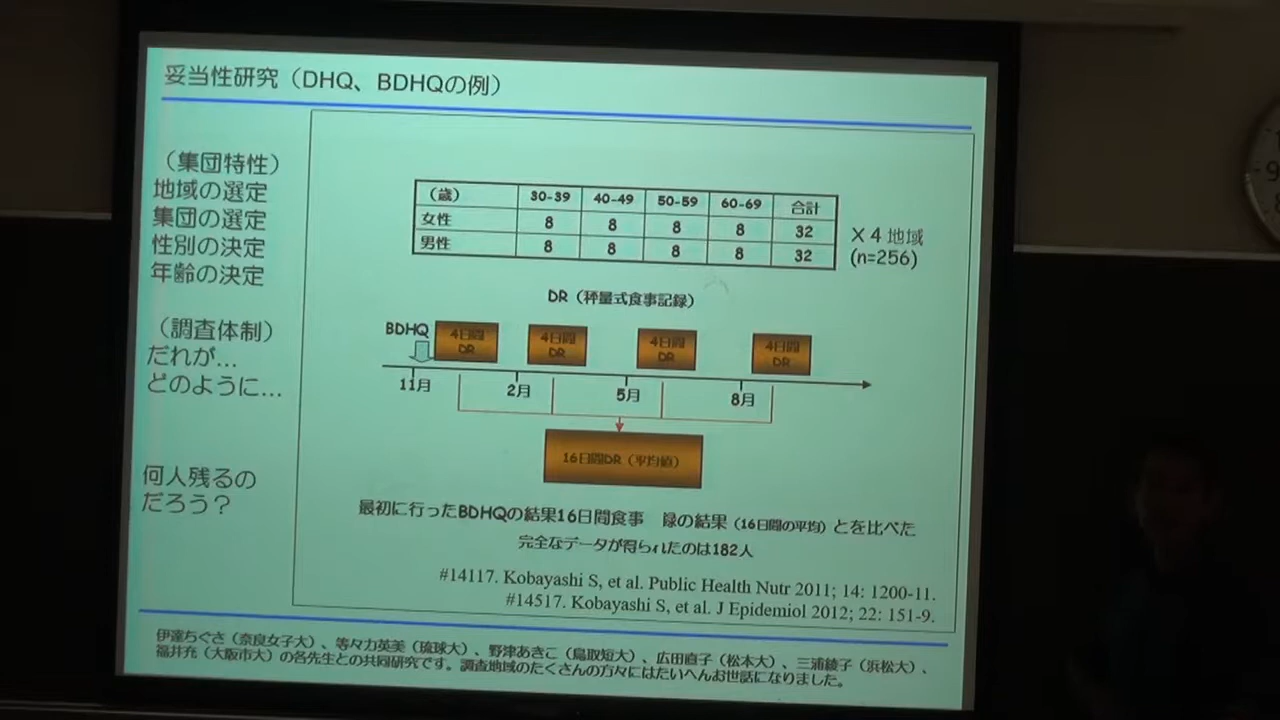 妥当性研究（DHQ、BDHQの例）
（集団特性）
地域の選定
集団の選定
性別の決定
年齢の決定
（調査体制）
だれが…
どのように…
何人残るの
だろう？
（歳） 30-39 40-49 50-59 60-69 合計
女性 8 8 8 8 32
男性 8 8 8 8 32
X 4 地域
(n=256)
DR（秤量式食事記録）
BDHQ
4日間
DR
4日間
DR
4日間
DR
4日間
DR
11月 2月 5月 8月
16日間DR（平均値）
最初に行ったBDHQの結果16日間食事 録の結果（16日間の平均）とを比べた
完全なデータが得られたのは182人
#14117. Kobayashi S, et al. Public Health Nutr 2011; 14: 1200-11.
#14517. Kobayashi S, et al. J Epidemiol 2012; 22: 151-9.
伊達ちぐさ（奈良女子大）、等々力英美（琉球大）、野津あきこ（鳥取短大）、広田直子（松本大）、三浦綾子（浜松大）、
福井充（大阪市大）の各先生との共同研究です。調査地域のたくさんの方々にはたいへんお世話になりました。
9